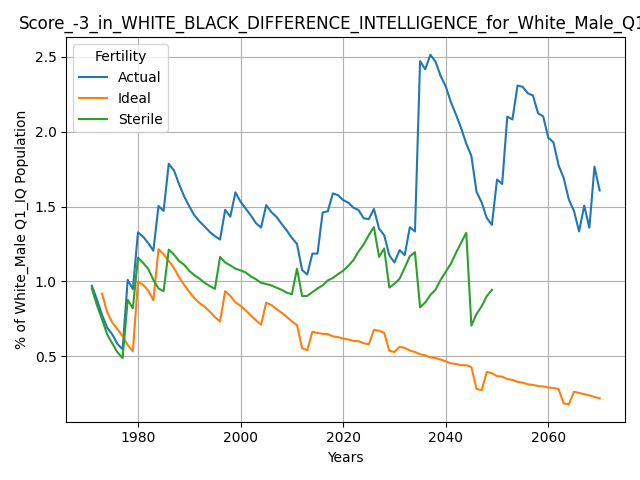 Score_-3_in_WHITE_BLACK_DIFFERENCE_INTELLIGENCE_for_White_Male_Q1
Fertility
Actual
Ideal
Sterile
% of White_Male Q1_IQ Population
2.5
2.0
1.5
1.0
0.5
1980 2000 2020 2040 2060
Years